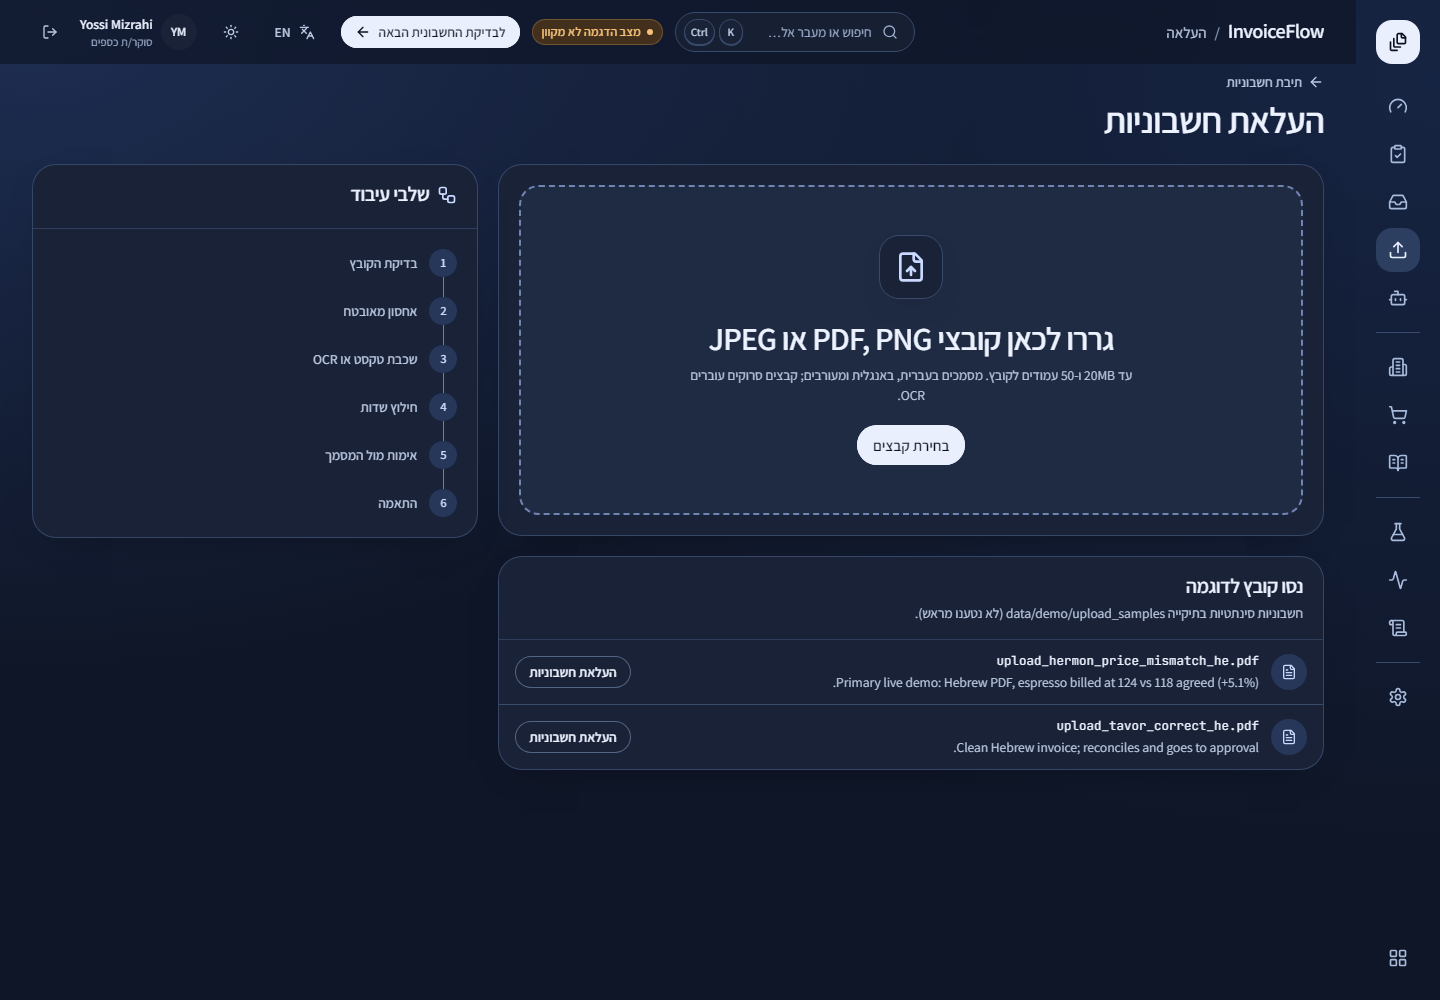 InvoiceFlow / העלאה
חיפוש או מעבר אל... Ctrl K
מצב הדגמה לא מקוון
לבדיקת החשבונית הבאה
EN
YM
Yossi Mizrahi
סוקר/ת כספים
תיבת חשבוניות
העלאת חשבוניות
גררו לכאן קובצי PDF, PNG או JPEG
עד 20MB ו-50 עמודים לקובץ. מסמכים בעברית, באנגלית ומעורבים; קבצים סרוקים עוברים
OCR.
בחירת קבצים
שלבי עיבוד
1 בדיקת הקובץ
2 אחסון מאובטח
3 שכבת טקסט או OCR
4 חילוץ שדות
5 אימות מול המסמך
6 התאמה
נסו קובץ לדוגמה
חשבוניות סינתטיות בתיקייה data/demo/upload_samples (לא נטענו מראש).
upload_hermon_price_mismatch_he.pdf
Primary live demo: Hebrew PDF, espresso billed at 124 vs 118 agreed (+5.1%).
העלאת חשבוניות
upload_tavor_correct_he.pdf
Clean Hebrew invoice; reconciles and goes to approval.
העלאת חשבוניות